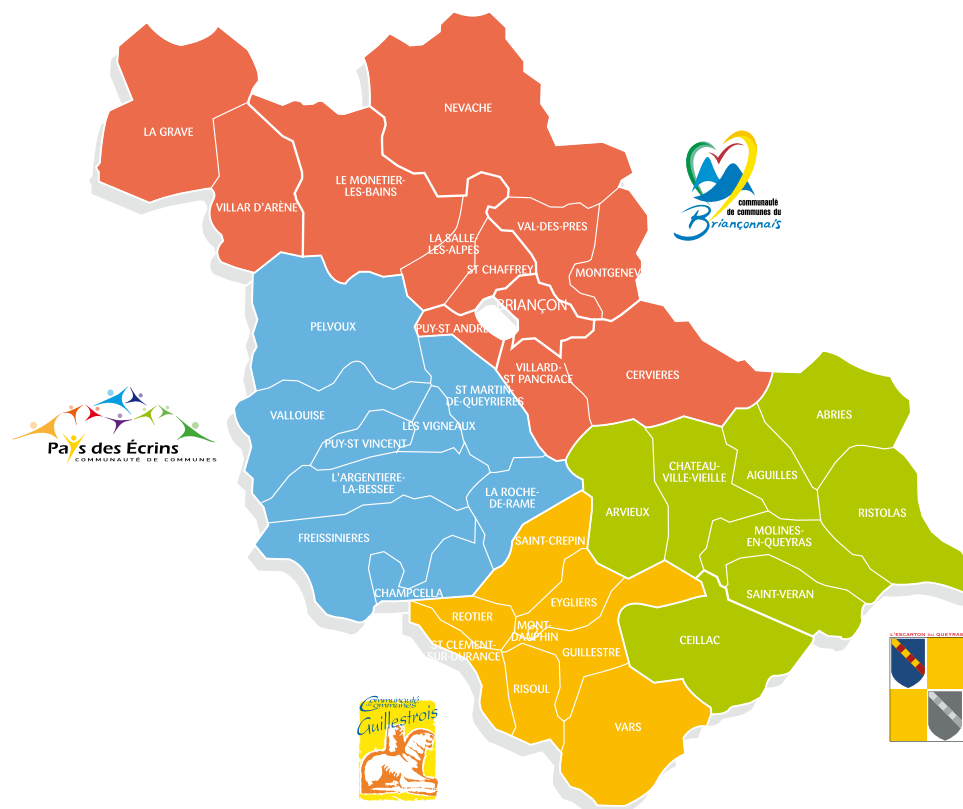 NEVACHE
LA GRAVE
LE MONETIER-
LES-BAINS
VILLAR D'ARÈNE
communauté
de communes du
Briançonnais
VAL-DES-PRES
LA SALLE-
LES-ALPES
ST CHAFFREY
MONTGENEV
BRIANÇON
PUY-ST ANDRE
PELVOUX
VILLARD-
ST PANCRACE
CERVIERES
ST MARTIN-
DE-QUEYRIERES
VALLOUISE
LES VIGNEAUX
ABRIES
PUY-ST VINCENT
Pays des Écrins
COMMUNAUTÉ DE COMMUNES
CHATEAU-
VILLE-VIEILLE
AIGUILLES
L'ARGENTIERE-
LA-BESSEE
LA ROCHE-
DE-RAME
ARVIEUX
RISTOLAS
FREISSINIERES
SAINT-CREPIN
MOLINES-
EN-QUEYRAS
CHAMPCELLA
EYGLIERS
SAINT-VERAN
REOTIER
MONT-
DAUPHIN
ST CLEMENT-
SUR-DURANCE
GUILLESTRE
CEILLAC
L'ESCARTON DU QUEYRAS
RISOUL
VARS
Communauté
de communes
Guillestrois